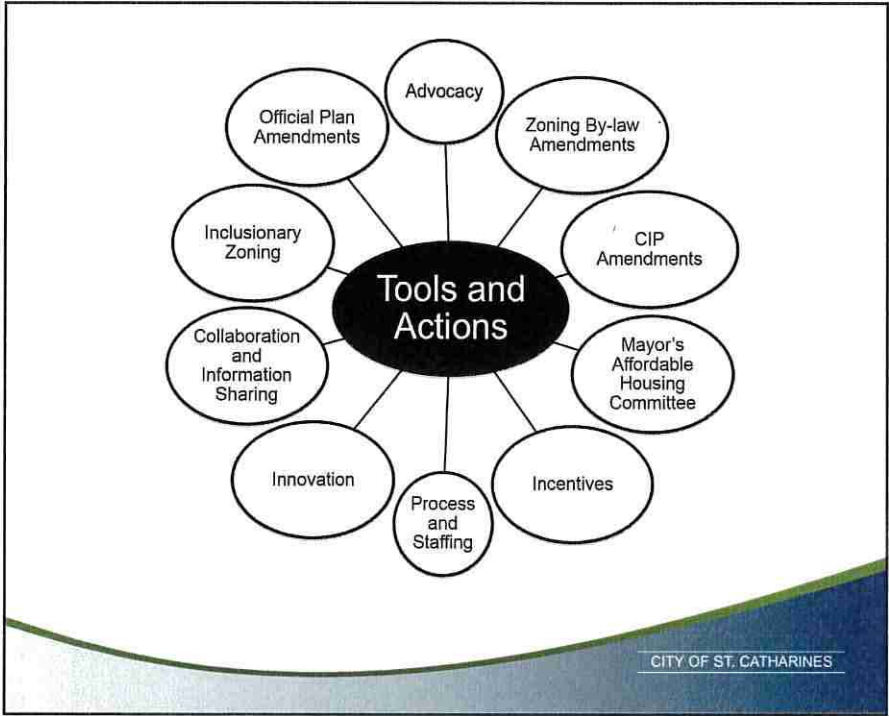 Advocacy
Official Plan
Amendments
Zoning By-law
Amendments
Inclusionary
Zoning
CIP
Amendments
Tools and
Actions
Collaboration
and
Information
Sharing
Mayor's
Affordable
Housing
Committee
Innovation
Incentives
Process
and
Staffing
CITY OF ST. CATHARINES